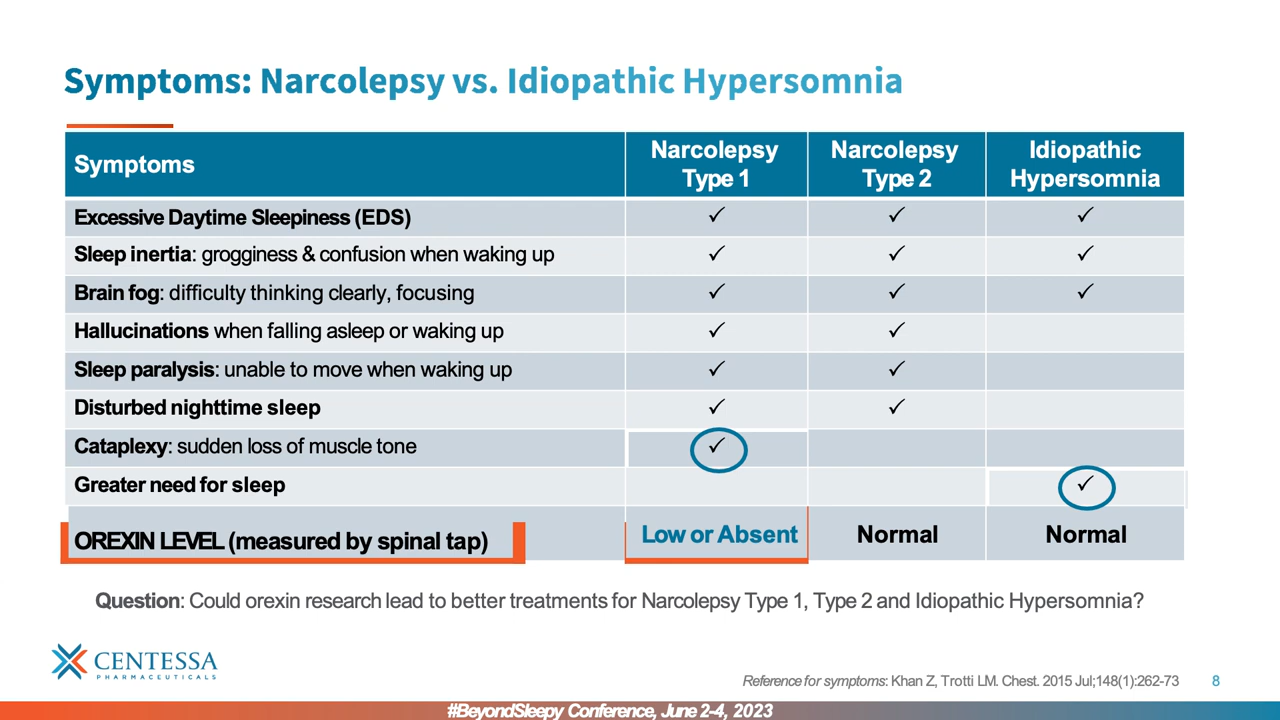 Symptoms: Narcolepsy vs. Idiopathic Hypersomnia
Symptoms Narcolepsy Type 1 Narcolepsy Type 2 Idiopathic Hypersomnia
Excessive Daytime Sleepiness (EDS) ✓ ✓ ✓
Sleep inertia: grogginess & confusion when waking up ✓ ✓ ✓
Brain fog: difficulty thinking clearly, focusing ✓ ✓ ✓
Hallucinations when falling asleep or waking up ✓ ✓
Sleep paralysis: unable to move when waking up ✓ ✓
Disturbed nighttime sleep ✓ ✓
Cataplexy: sudden loss of muscle tone ✓
Greater need for sleep ✓
OREXIN LEVEL (measured by spinal tap) Low or Absent Normal Normal
Question: Could orexin research lead to better treatments for Narcolepsy Type 1, Type 2 and Idiopathic Hypersomnia?
CENTESSA
PHARMACEUTICALS
Reference for symptoms: Khan Z, Trotti LM. Chest. 2015 Jul;148(1):262-73 8
#BeyondSleepy Conference, June 2-4, 2023